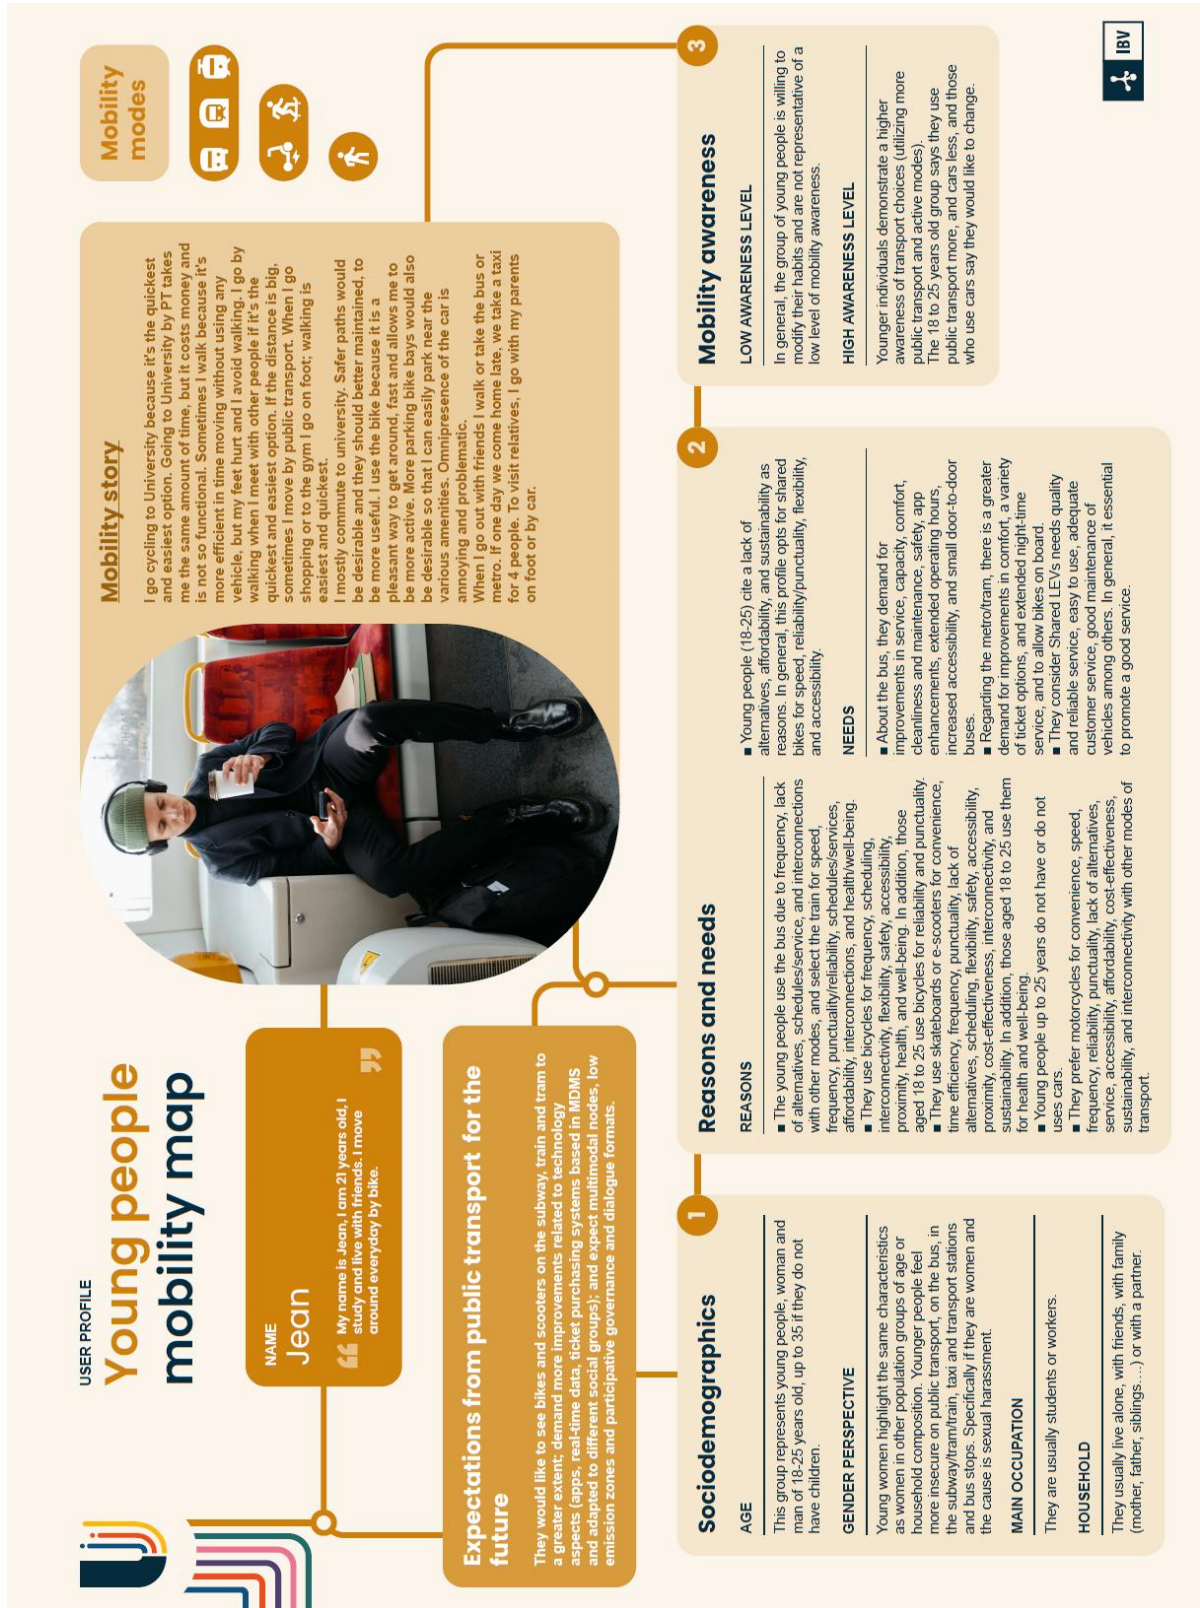 USER PROFILE
Young people
mobility map
NAME
Jean
My name is Jean, I am 21 years old, I
study and live with friends. I move
around everyday by bike.
Mobility story
I go cycling to University because it's the quickest
and easiest option. Going to University by PT takes
me the same amount of time, but it costs money and
is not so functional. Sometimes I walk because it's
more efficient in time moving without using any
vehicle, but my feet hurt and I avoid walking. I go by
walking when I meet with other people if it's the
quickest and easiest option. If the distance is big,
sometimes I move by public transport. When I go
shopping or to the gym I go on foot; walking is
easiest and quickest.
I mostly commute to university. Safer paths would
be desirable and they should better maintained, to
be more useful. I use the bike because it is a
pleasant way to get around, fast and allows me to
be more active. More parking bike bays would also
be desirable so that I can easily park near the
various amenities. Omnipresence of the car is
annoying and problematic.
When I go out with friends I walk or take the bus or
metro. If one day we come home late, we take a taxi
for 4 people. To visit relatives, I go with my parents
on foot or by car.
Mobility
modes
Expectations from public transport for the
future
They would like to see bikes and scooters on the subway, train and tram to
a greater extent; demand more improvements related to technology
aspects (apps, real-time data, ticket purchasing systems based in MDMS
and adapted to different social groups); and expect multimodal nodes, low
emission zones and participative governance and dialogue formats.
1
Sociodemographics
AGE
This group represents young people, woman and
man of 18-25 years old, up to 35 if they do not
have children.
GENDER PERSPECTIVE
Young women highlight the same characteristics
as women in other population groups of age or
household composition. Younger people feel
more insecure on public transport, on the bus, in
the subway/tram/train, taxi and transport stations
and bus stops. Specifically if they are women and
the cause is sexual harassment.
MAIN OCCUPATION
They are usually students or workers.
HOUSEHOLD
They usually live alone, with friends, with family
(mother, father, siblings…) or with a partner.
2
Reasons and needs
REASONS
▪ The young people use the bus due to frequency, lack
of alternatives, schedules/service, and interconnections
with other modes, and select the train for speed,
frequency, punctuality/reliability, schedules/services,
affordability, interconnections, and health/well-being.
▪ They use bicycles for frequency, scheduling,
interconnectivity, flexibility, safety, accessibility,
proximity, health, and well-being. In addition, those
aged 18 to 25 use bicycles for reliability and punctuality.
▪ They use skateboards or e-scooters for convenience,
time efficiency, frequency, punctuality, lack of
alternatives, scheduling, flexibility, safety, accessibility,
proximity, cost-effectiveness, interconnectivity, and
sustainability. In addition, those aged 18 to 25 use them
for health and well-being.
▪ Young people up to 25 years do not have or do not
uses cars.
▪ They prefer motorcycles for convenience, speed,
frequency, reliability, punctuality, lack of alternatives,
service, accessibility, affordability, cost-effectiveness,
sustainability, and interconnectivity with other modes of
transport.
▪ Young people (18-25) cite a lack of
alternatives, affordability, and sustainability as
reasons. In general, this profile opts for shared
bikes for speed, reliability/punctuality, flexibility,
and accessibility.
NEEDS
▪ About the bus, they demand for
improvements in service, capacity, comfort,
cleanliness and maintenance, safety, app
enhancements, extended operating hours,
increased accessibility, and small door-to-door
buses.
▪ Regarding the metro/tram, there is a greater
demand for improvements in comfort, a variety
of ticket options, and extended night-time
service, and to allow bikes on board.
▪ They consider Shared LEVs needs quality
and reliable service, easy to use, adequate
customer service, good maintenance of
vehicles among others. In general, it essential
to promote a good service.
3
Mobility awareness
LOW AWARENESS LEVEL
In general, the group of young people is willing to
modify their habits and are not representative of a
low level of mobility awareness.
HIGH AWARENESS LEVEL
Younger individuals demonstrate a higher
awareness of transport choices (utilizing more
public transport and active modes).
The 18 to 25 years old group says they use
public transport more, and cars less, and those
who use cars say they would like to change.
IBV